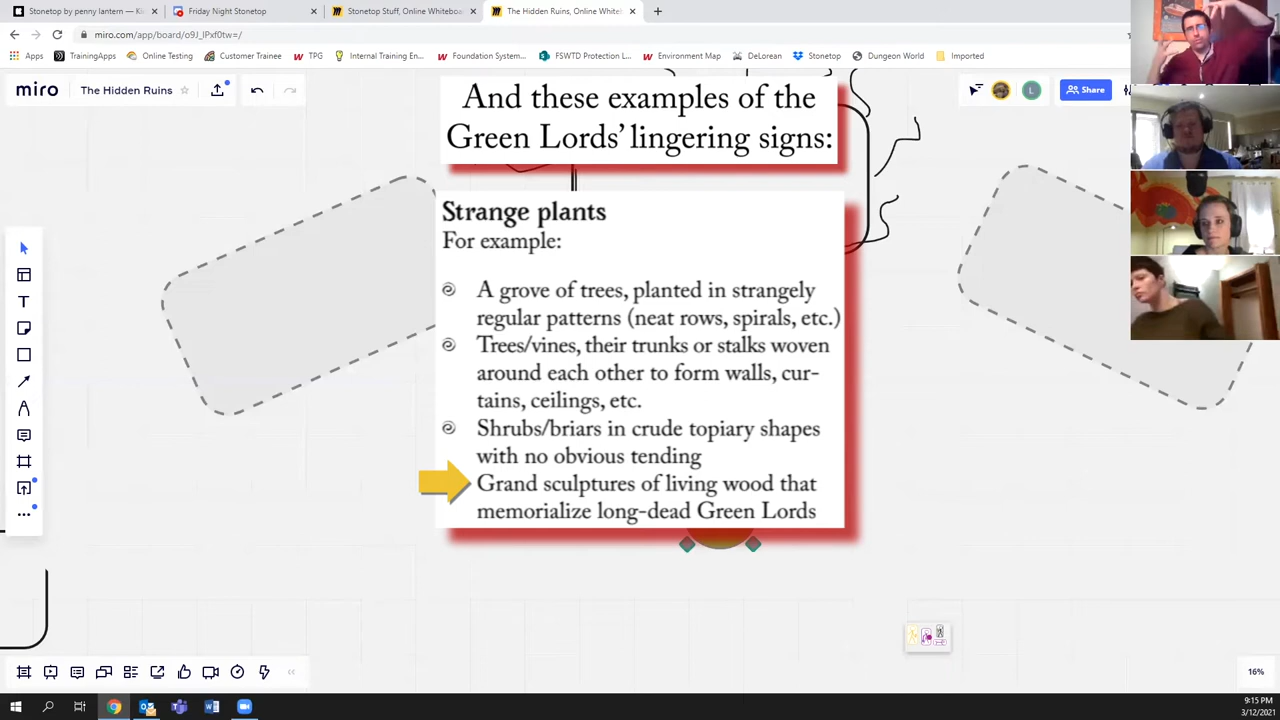 Stonetop by penny lantern — Ki
Friday Night Stonetop
Stonetop Stuff, Online Whiteboa
The Hidden Ruins, Online Whiteb
miro.com/app/board/o9J_lPxf0tw=/
Apps
TrainingApps
Online Testing
Customer Trainee
TPG
Internal Training En...
Foundation System...
FSWTD Protection L...
Environment Map
DeLorean
Stonetop
Dungeon World
Imported
miro
The Hidden Ruins
L
Share
And these examples of the
Green Lords' lingering signs:
Strange plants
For example:
A grove of trees, planted in strangely
regular patterns (neat rows, spirals, etc.)
Trees/vines, their trunks or stalks woven
around each other to form walls, cur-
tains, ceilings, etc.
Shrubs/briars in crude topiary shapes
with no obvious tending
Grand sculptures of living wood that
memorialize long-dead Green Lords
16%
9:15 PM
3/12/2021